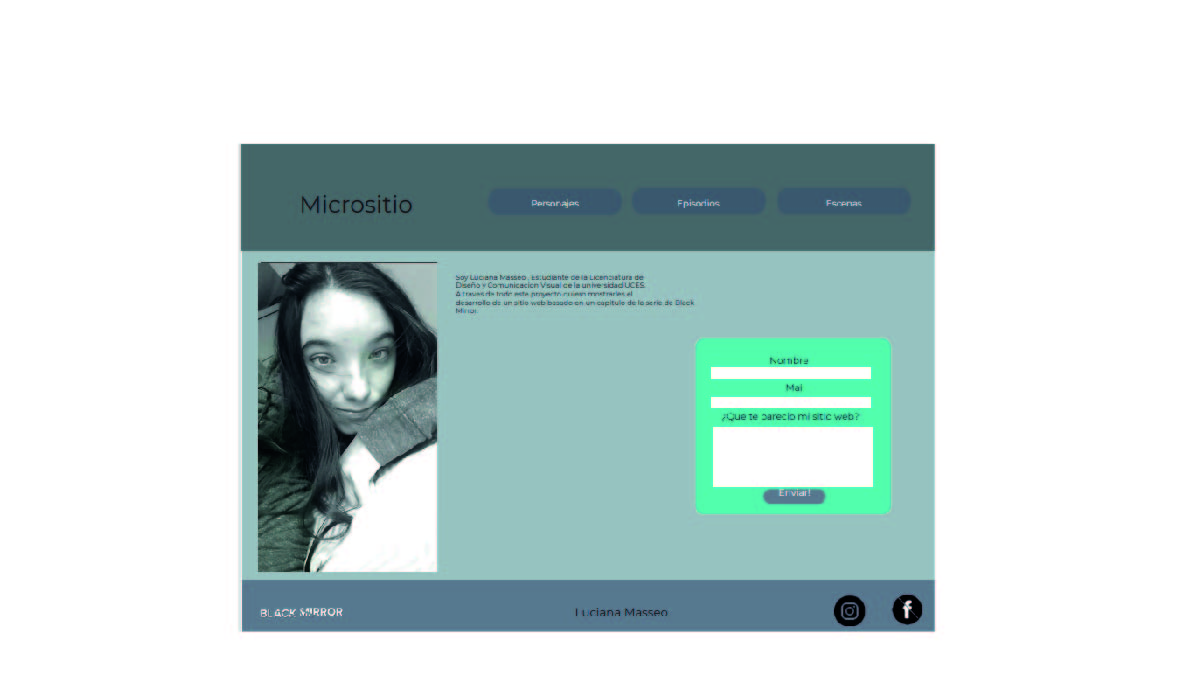 Micrositio
Personajes
Episodios
Escenas
Soy Luciana Masseo , Estudiante de la Licenciatura de
Diseño y Comunicacion Visual de la universidad UCES.
A traves de todo este proyecto quiero mostrarles el
desarrollo de un sitio web basado en un capitulo de la serie de Black
Mirror.
Nombre
Mail
¿Que te parecio mi sitio web?
Enviar!
BLACK MIRROR
Luciana Masseo